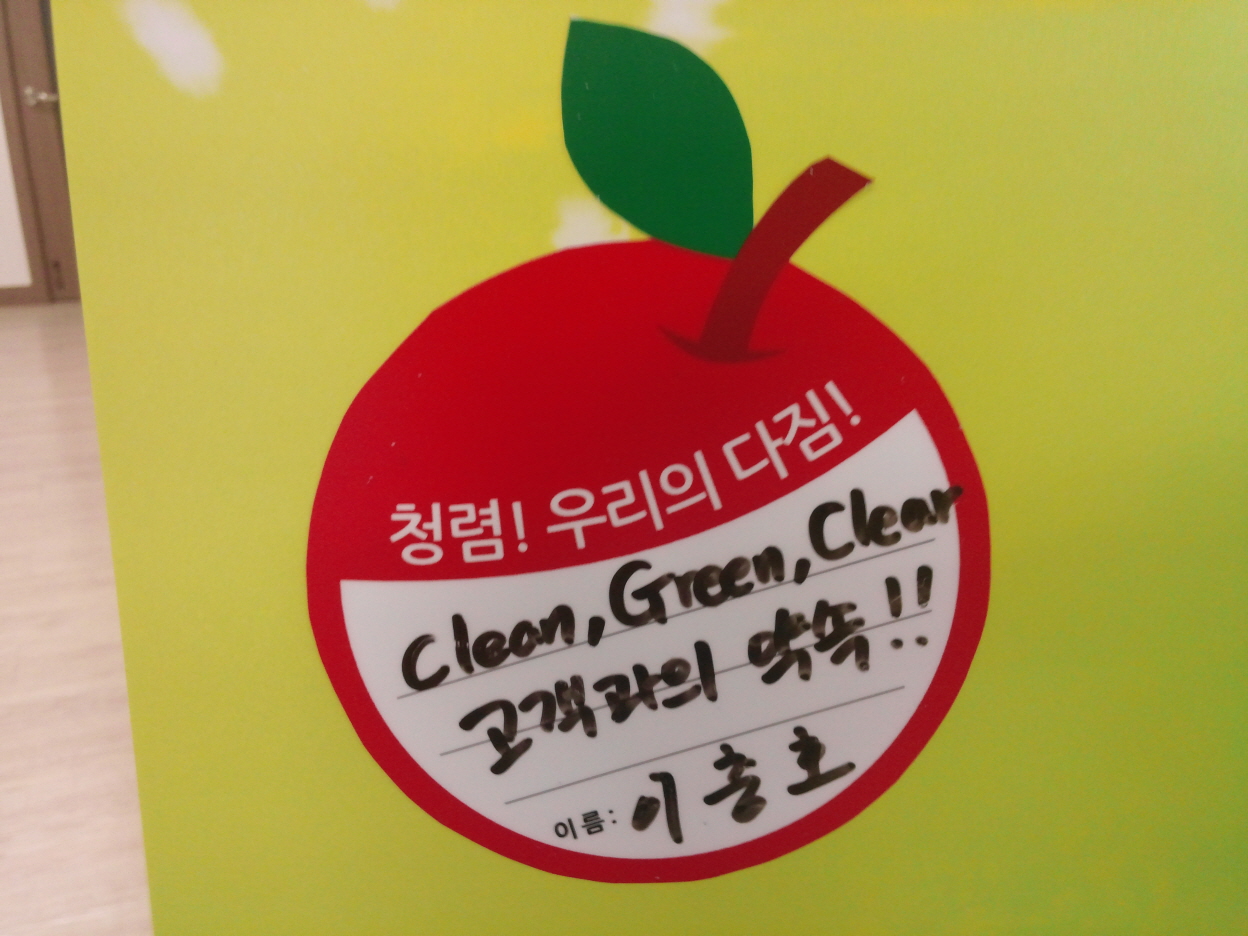 청렴! 우리의 다짐!
Clean, Green, Clear
고객과의 약속!!
이름: 이충호